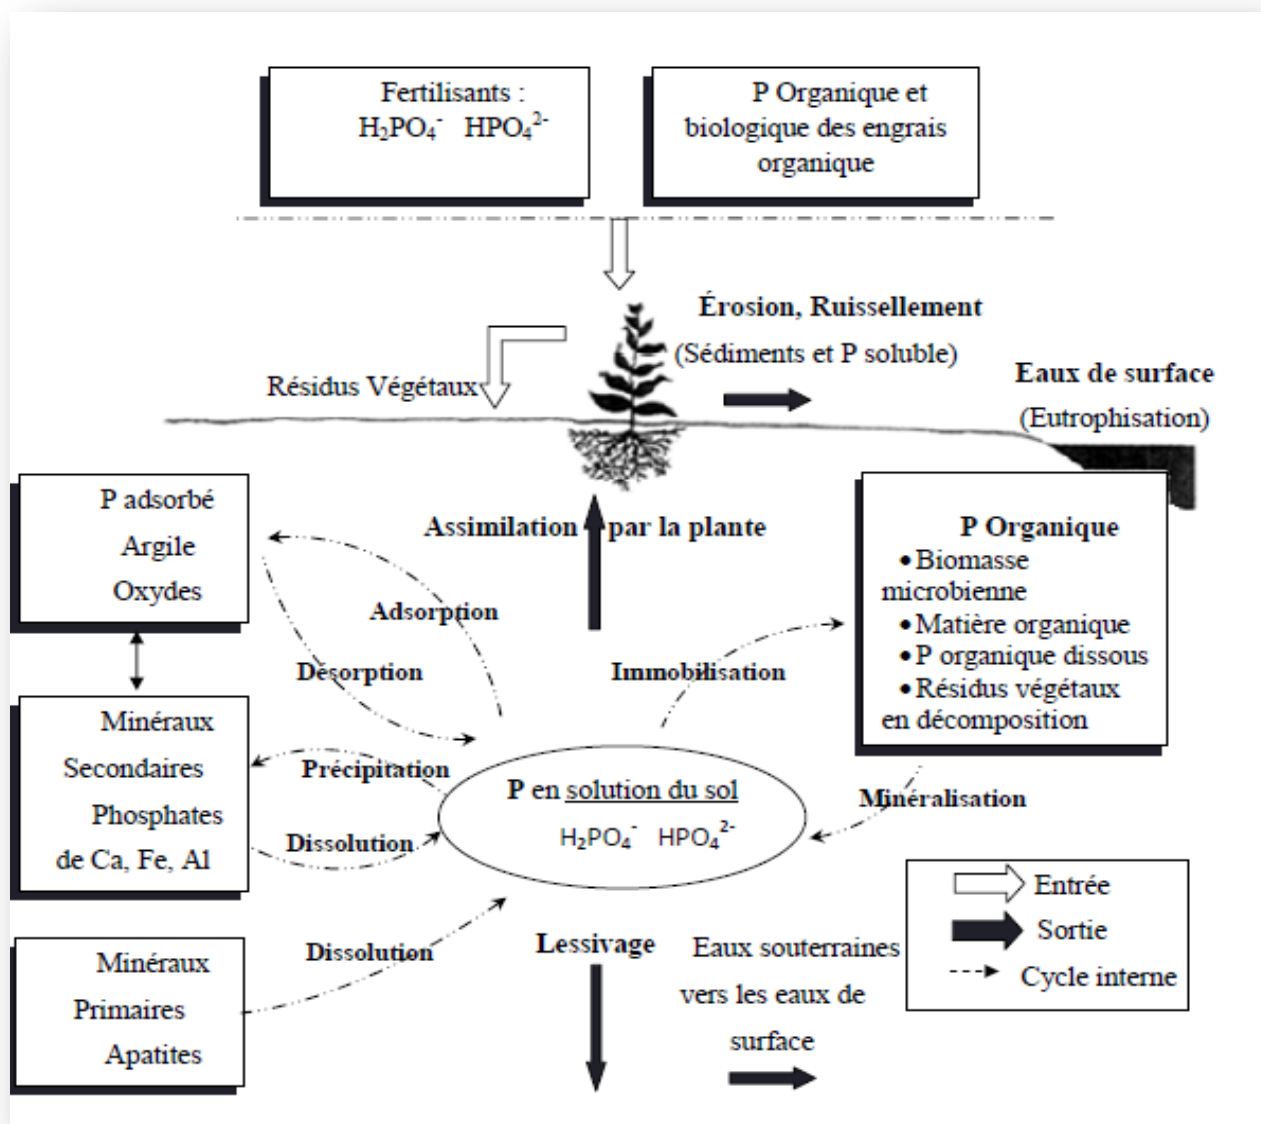 Fertilisants :
H₂PO₄⁻ HPO₄²⁻
P Organique et
biologique des engrais
organique
Érosion, Ruissellement
(Sédiments et P soluble)
Résidus Végétaux
Eaux de surface
(Eutrophisation)
P adsorbé
Argile
Oxydes
Assimilation par la plante
P Organique
• Biomasse
microbienne
• Matière organique
• P organique dissous
• Résidus végétaux
en décomposition
Adsorption
Désorption
Immobilisation
Minéraux
Secondaires
Phosphates
de Ca, Fe, Al
Précipitation
Dissolution
P en solution du sol
H₂PO₄⁻ HPO₄²⁻
Minéralisation
Minéraux
Primaires
Apatites
Dissolution
Lessivage
Eaux souterraines
vers les eaux de
surface
Entrée
Sortie
Cycle interne